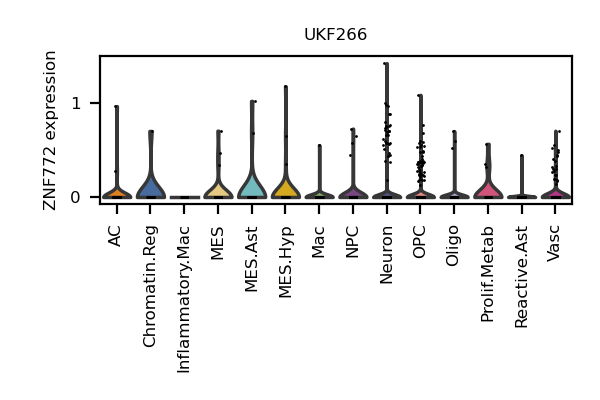 UKF266
ZNF772 expression
1
0
AC
Chromatin.Reg
Inflammatory.Mac
MES
MES.Ast
MES.Hyp
Mac
NPC
Neuron
OPC
Oligo
Prolif.Metab
Reactive.Ast
Vasc